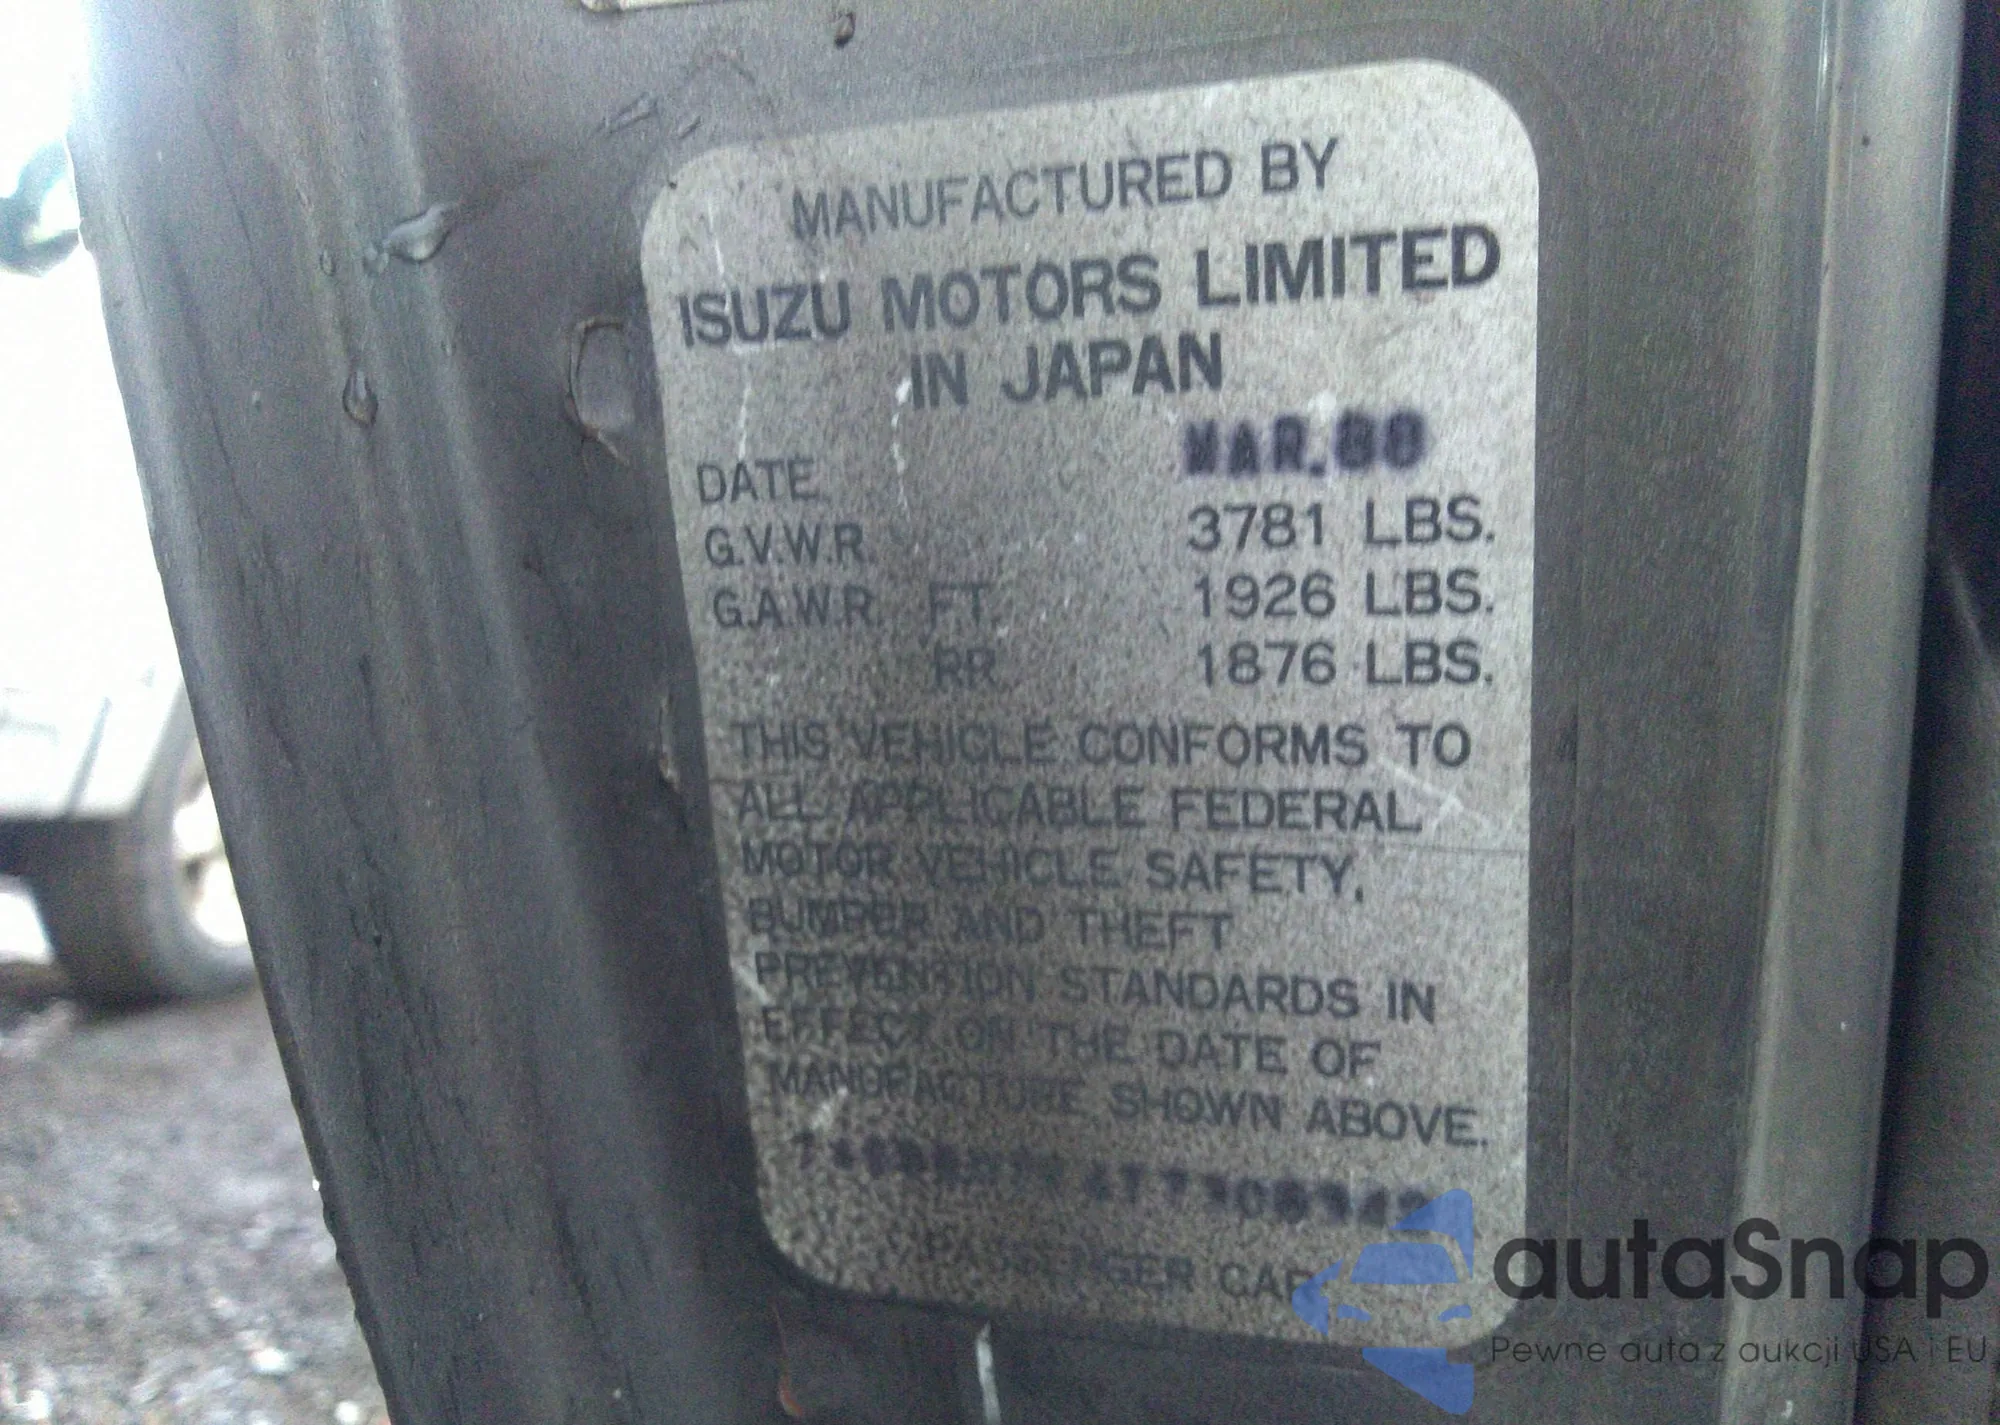 MANUFACTURED BY
ISUZU MOTORS LIMITED
IN JAPAN
DATE
G.V.W.R. 3781 LBS.
G.A.W.R. FT. 1926 LBS.
RR. 1876 LBS.
THIS VEHICLE CONFORMS TO
ALL APPLICABLE FEDERAL
MOTOR VEHICLE SAFETY,
BUMPER AND THEFT
PREVENTION STANDARDS IN
EFFECT ON THE DATE OF
MANUFACTURE SHOWN ABOVE.
PASSENGER CAR
autaSnap
Pewne auta z aukcji USA i EU